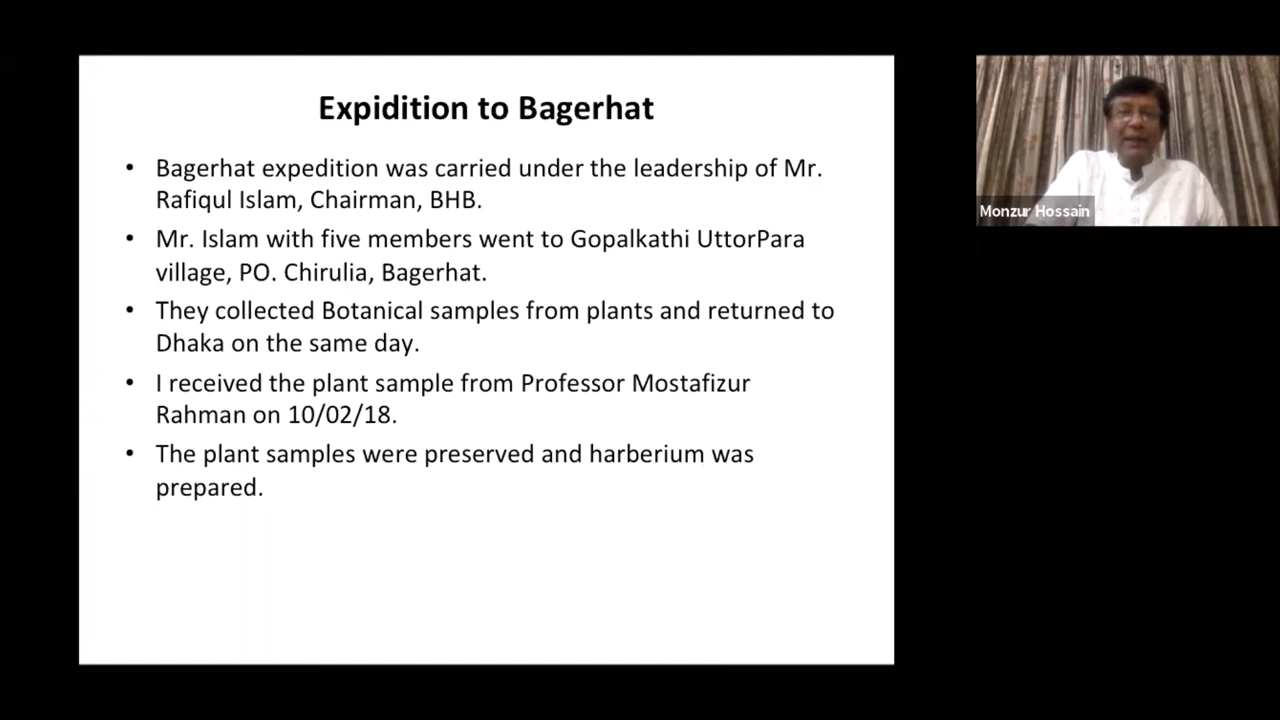 Expidition to Bagerhat
• Bagerhat expedition was carried under the leadership of Mr.
Rafiqul Islam, Chairman, BHB.
• Mr. Islam with five members went to Gopalkathi UttorPara
village, PO. Chirulia, Bagerhat.
• They collected Botanical samples from plants and returned to
Dhaka on the same day.
• I received the plant sample from Professor Mostafizur
Rahman on 10/02/18.
• The plant samples were preserved and harberium was
prepared.
Monzur Hossain